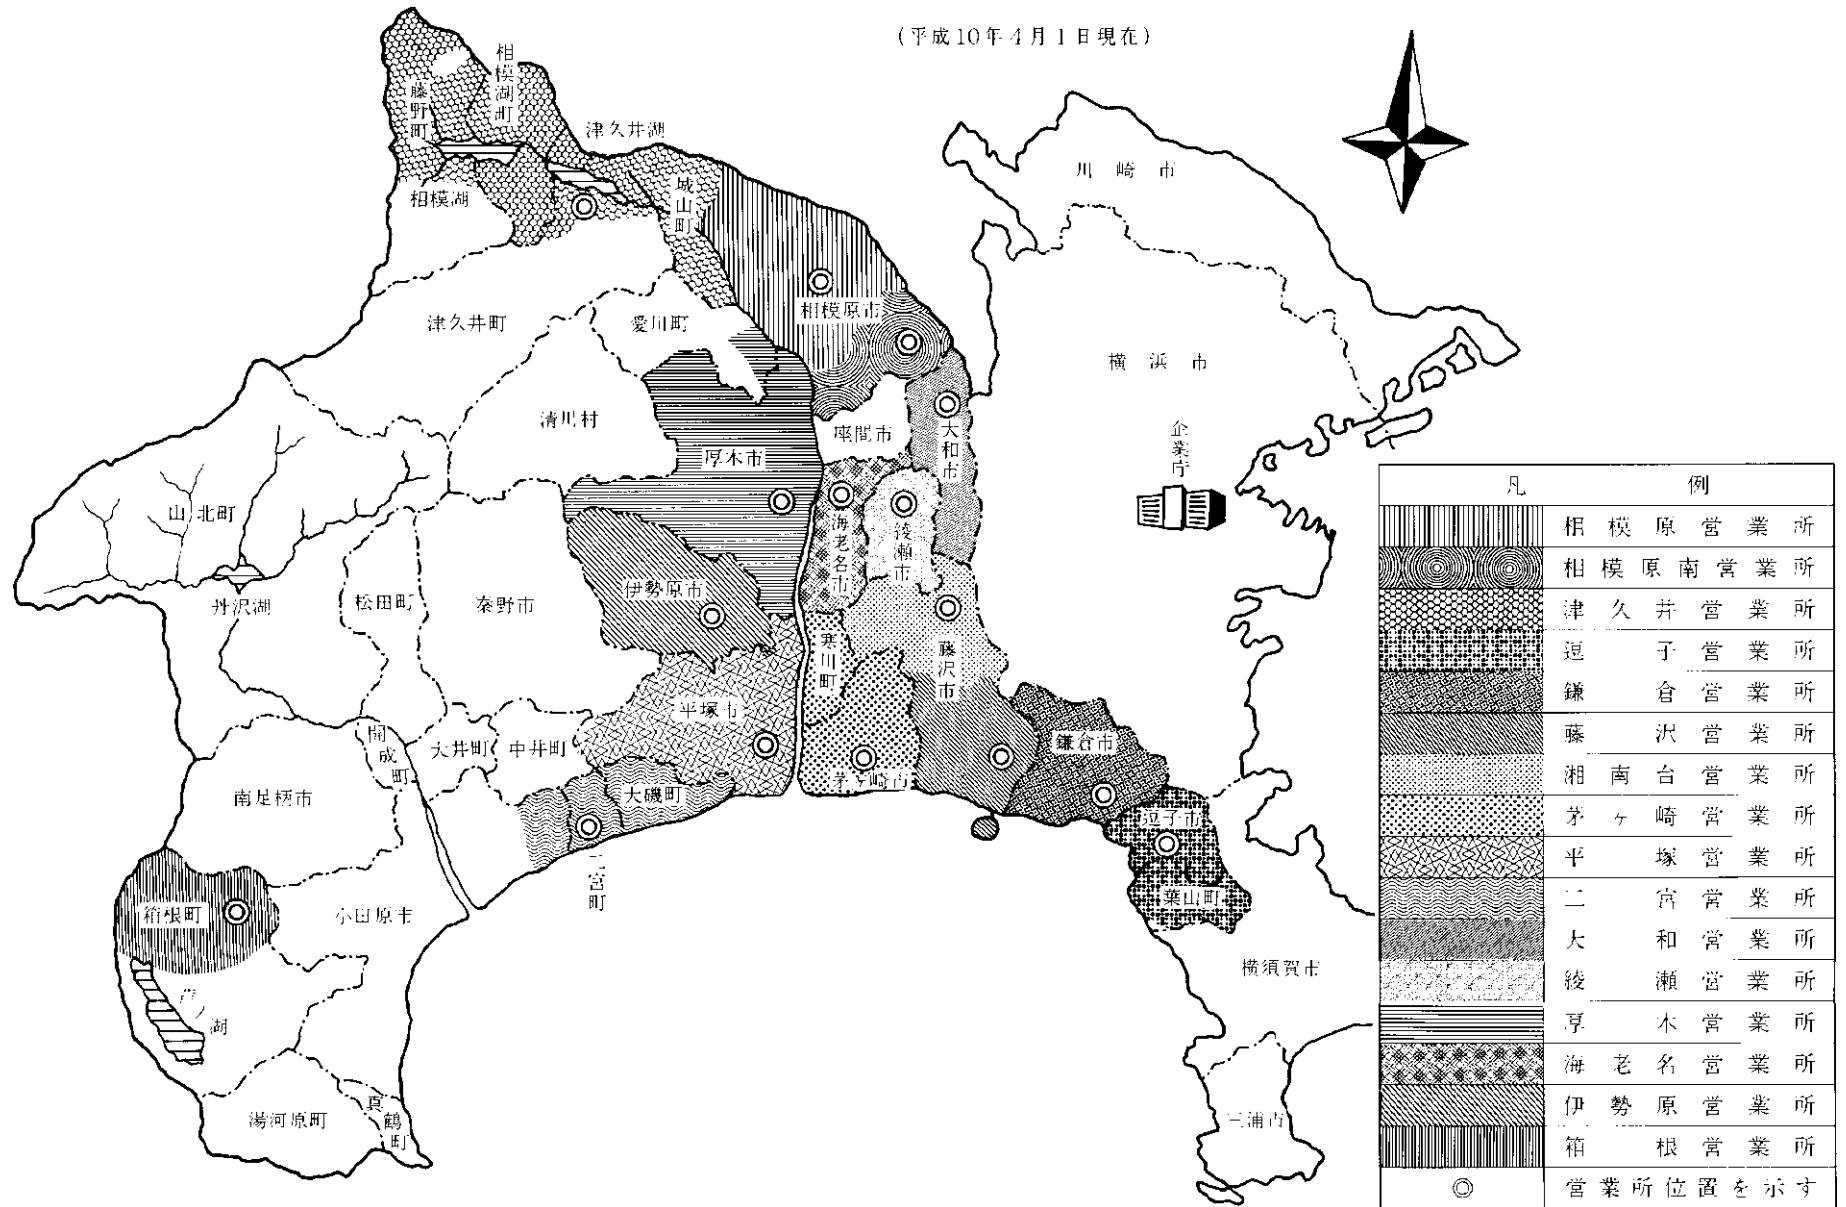 (平成10年4月1日現在)
相模湖町
藤野町
津久井湖
川崎市
相模湖
城山町
相模原市
津久井町
愛川町
横浜市
清川村
座間市
大和市
企業庁
厚木市
山北町
海老名市
綾瀬市
伊勢原市
丹沢湖
松田町
秦野市
寒川町
藤沢市
平塚市
開成町
大井町
中井町
鎌倉市
南足柄市
大磯町
茅ヶ崎市
逗子市
二宮町
葉山町
箱根町
小田原市
横須賀市
芦ノ湖
湯河原町
真鶴町
三浦市
凡例
相模原営業所
相模原南営業所
津久井営業所
逗子営業所
鎌倉営業所
藤沢営業所
湘南台営業所
茅ヶ崎営業所
平塚営業所
二宮営業所
大和営業所
綾瀬営業所
厚木営業所
海老名営業所
伊勢原営業所
箱根営業所
◎ 営業所位置を示す